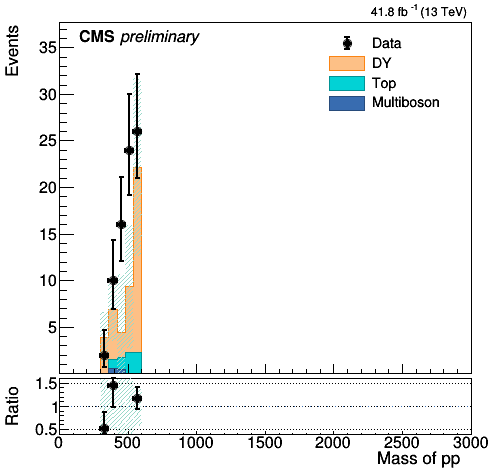 41.8 fb⁻¹ (13 TeV)
CMS preliminary
Events
35
30
25
20
15
10
5
Data
DY
Top
Multiboson
Ratio
1.5
1
0.5
0 500 1000 1500 2000 2500 3000
Mass of pp